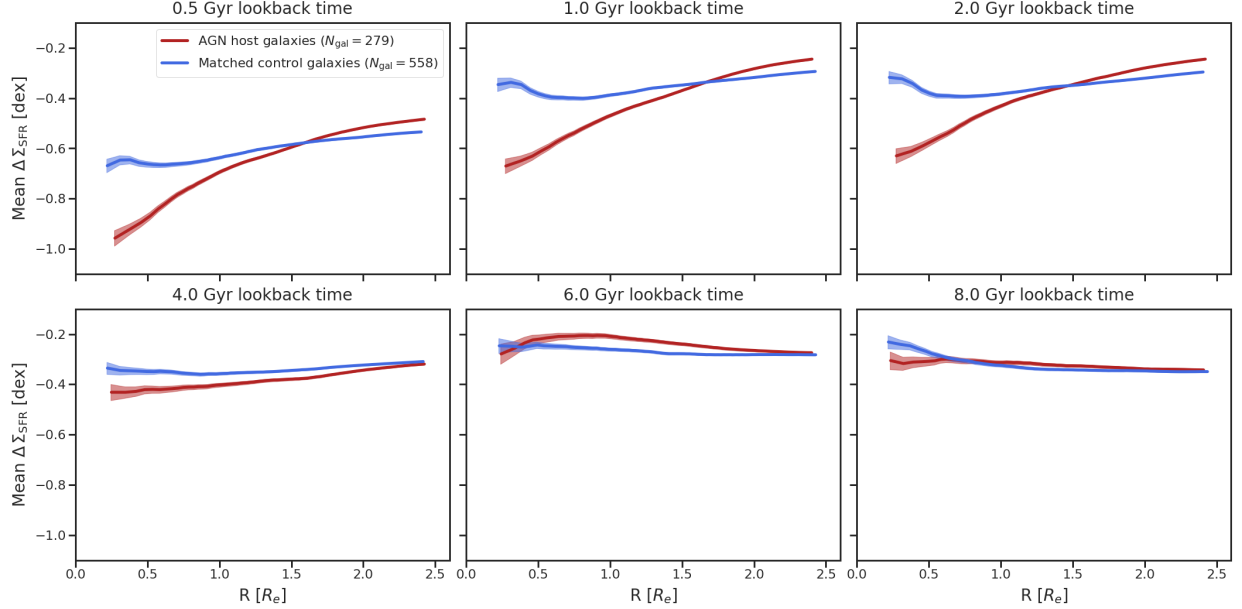 0.5 Gyr lookback time
1.0 Gyr lookback time
2.0 Gyr lookback time
AGN host galaxies (N_gal = 279)
Matched control galaxies (N_gal = 558)
Mean Δ Σ_SFR [dex]
−0.2
−0.4
−0.6
−0.8
−1.0
4.0 Gyr lookback time
6.0 Gyr lookback time
8.0 Gyr lookback time
Mean Δ Σ_SFR [dex]
−0.2
−0.4
−0.6
−0.8
−1.0
0.0 0.5 1.0 1.5 2.0 2.5
0.0 0.5 1.0 1.5 2.0 2.5
0.0 0.5 1.0 1.5 2.0 2.5
R [R_e]
R [R_e]
R [R_e]